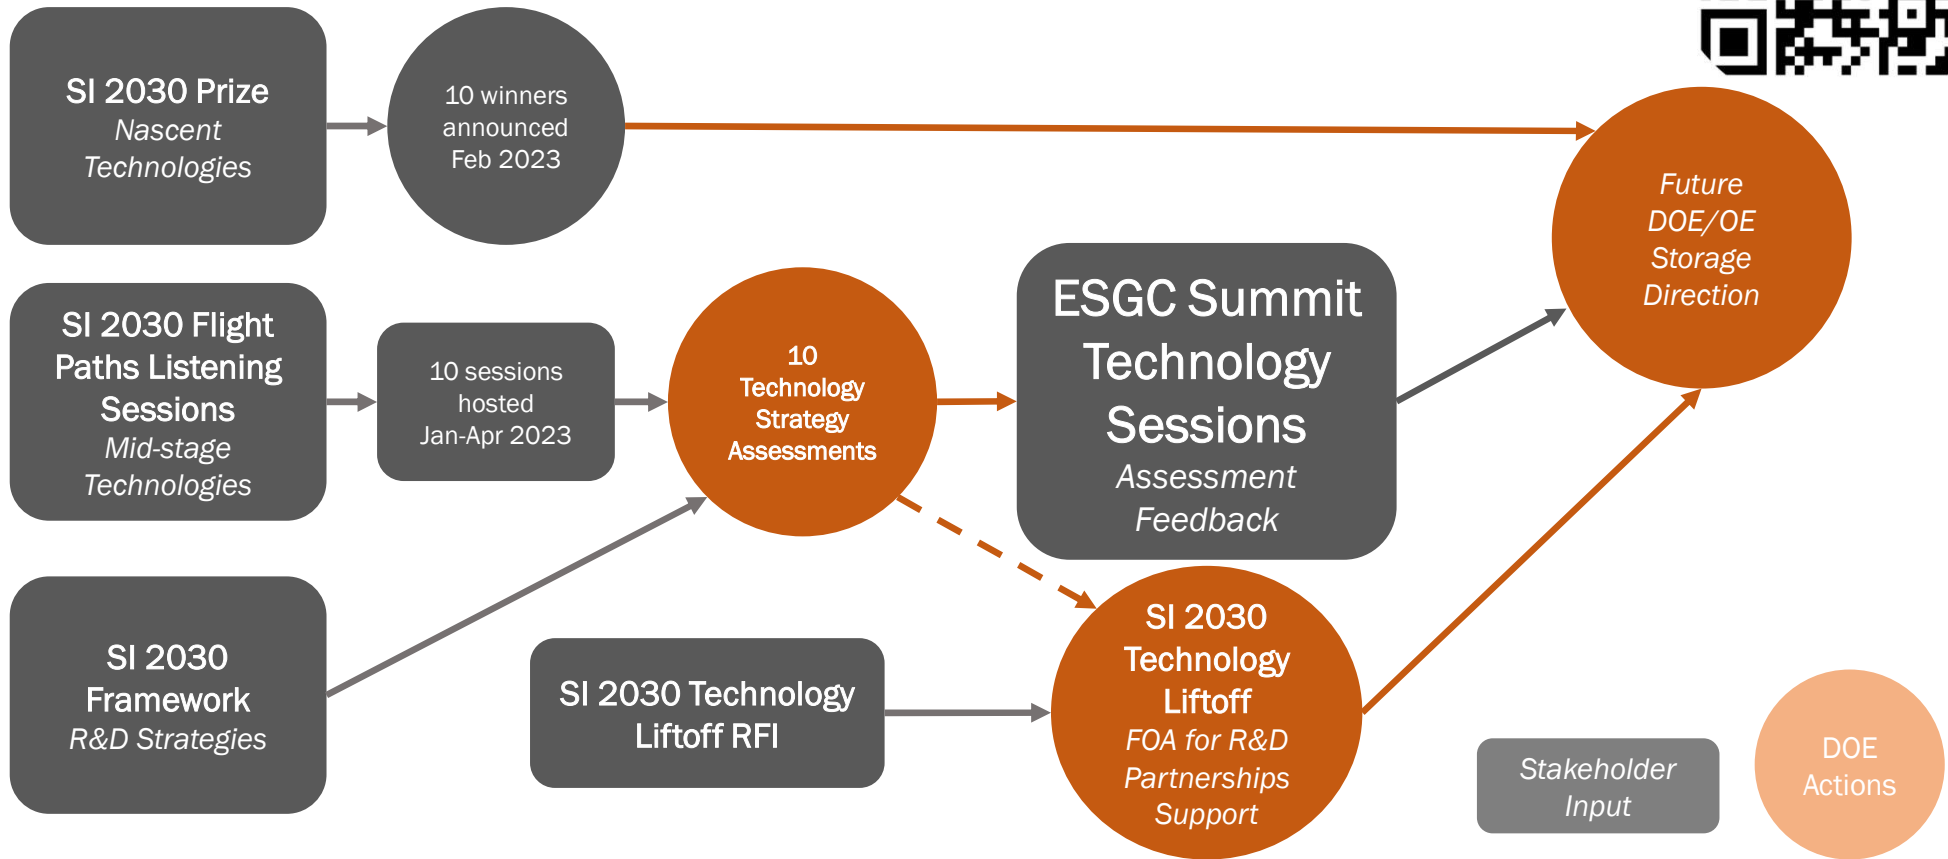 SI 2030 Prize
Nascent
Technologies
10 winners
announced
Feb 2023
Future
DOE/OE
Storage
Direction
SI 2030 Flight
Paths Listening
Sessions
Mid-stage
Technologies
10 sessions
hosted
Jan-Apr 2023
10
Technology
Strategy
Assessments
ESGC Summit
Technology
Sessions
Assessment
Feedback
SI 2030
Framework
R&D Strategies
SI 2030 Technology
Liftoff RFI
SI 2030
Technology
Liftoff
FOA for R&D
Partnerships
Support
Stakeholder
Input
DOE
Actions